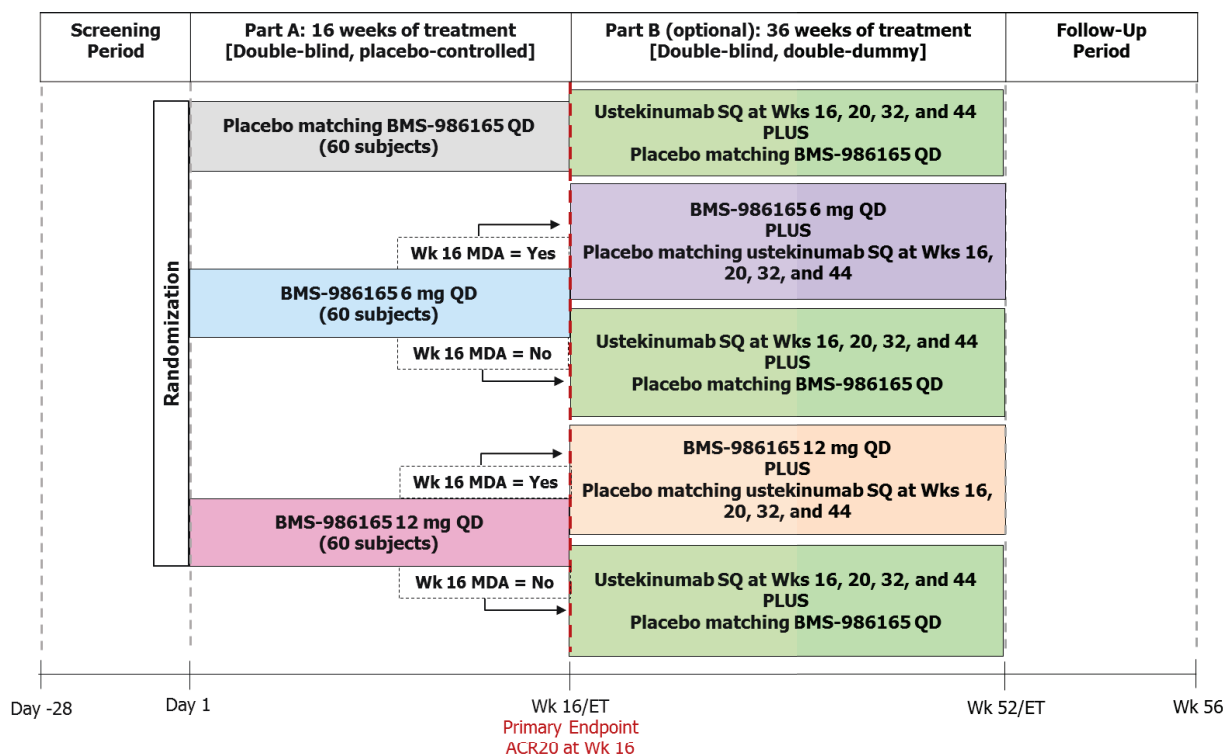 Screening
Period
Part A: 16 weeks of treatment
[Double-blind, placebo-controlled]
Part B (optional): 36 weeks of treatment
[Double-blind, double-dummy]
Follow-Up
Period
Randomization
Placebo matching BMS-986165 QD
(60 subjects)
Ustekinumab SQ at Wks 16, 20, 32, and 44
PLUS
Placebo matching BMS-986165 QD
Wk 16 MDA = Yes
BMS-986165 6 mg QD
PLUS
Placebo matching ustekinumab SQ at Wks 16,
20, 32, and 44
BMS-986165 6 mg QD
(60 subjects)
Wk 16 MDA = No
Ustekinumab SQ at Wks 16, 20, 32, and 44
PLUS
Placebo matching BMS-986165 QD
Wk 16 MDA = Yes
BMS-986165 12 mg QD
PLUS
Placebo matching ustekinumab SQ at Wks 16,
20, 32, and 44
BMS-986165 12 mg QD
(60 subjects)
Wk 16 MDA = No
Ustekinumab SQ at Wks 16, 20, 32, and 44
PLUS
Placebo matching BMS-986165 QD
Day -28
Day 1
Wk 16/ET
Primary Endpoint
ACR20 at Wk 16
Wk 52/ET
Wk 56